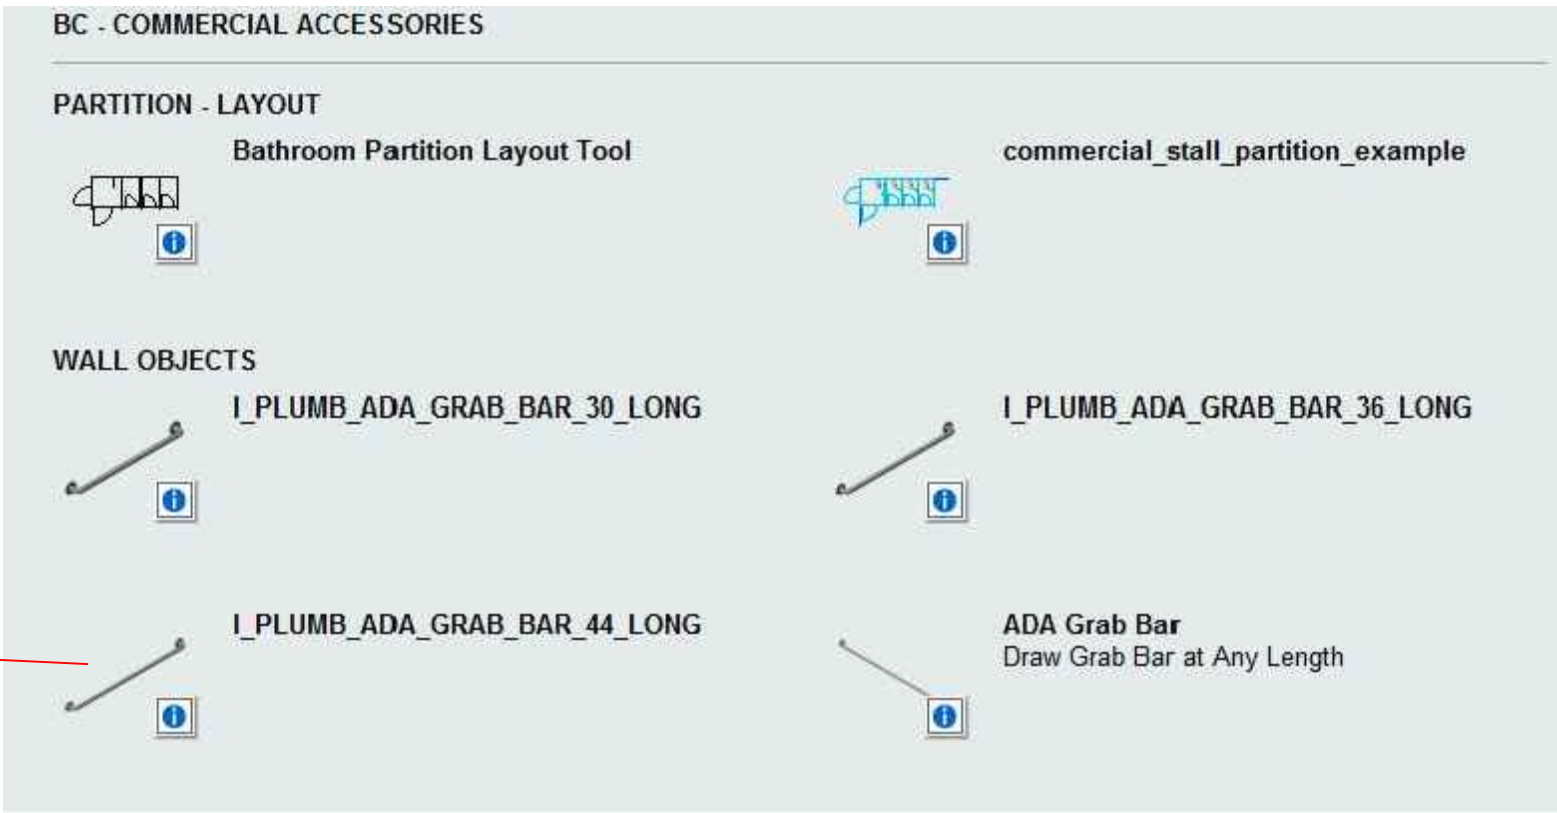 BC - COMMERCIAL ACCESSORIES
PARTITION - LAYOUT
Bathroom Partition Layout Tool
commercial_stall_partition_example
WALL OBJECTS
I_PLUMB_ADA_GRAB_BAR_30_LONG
I_PLUMB_ADA_GRAB_BAR_36_LONG
I_PLUMB_ADA_GRAB_BAR_44_LONG
ADA Grab Bar
Draw Grab Bar at Any Length